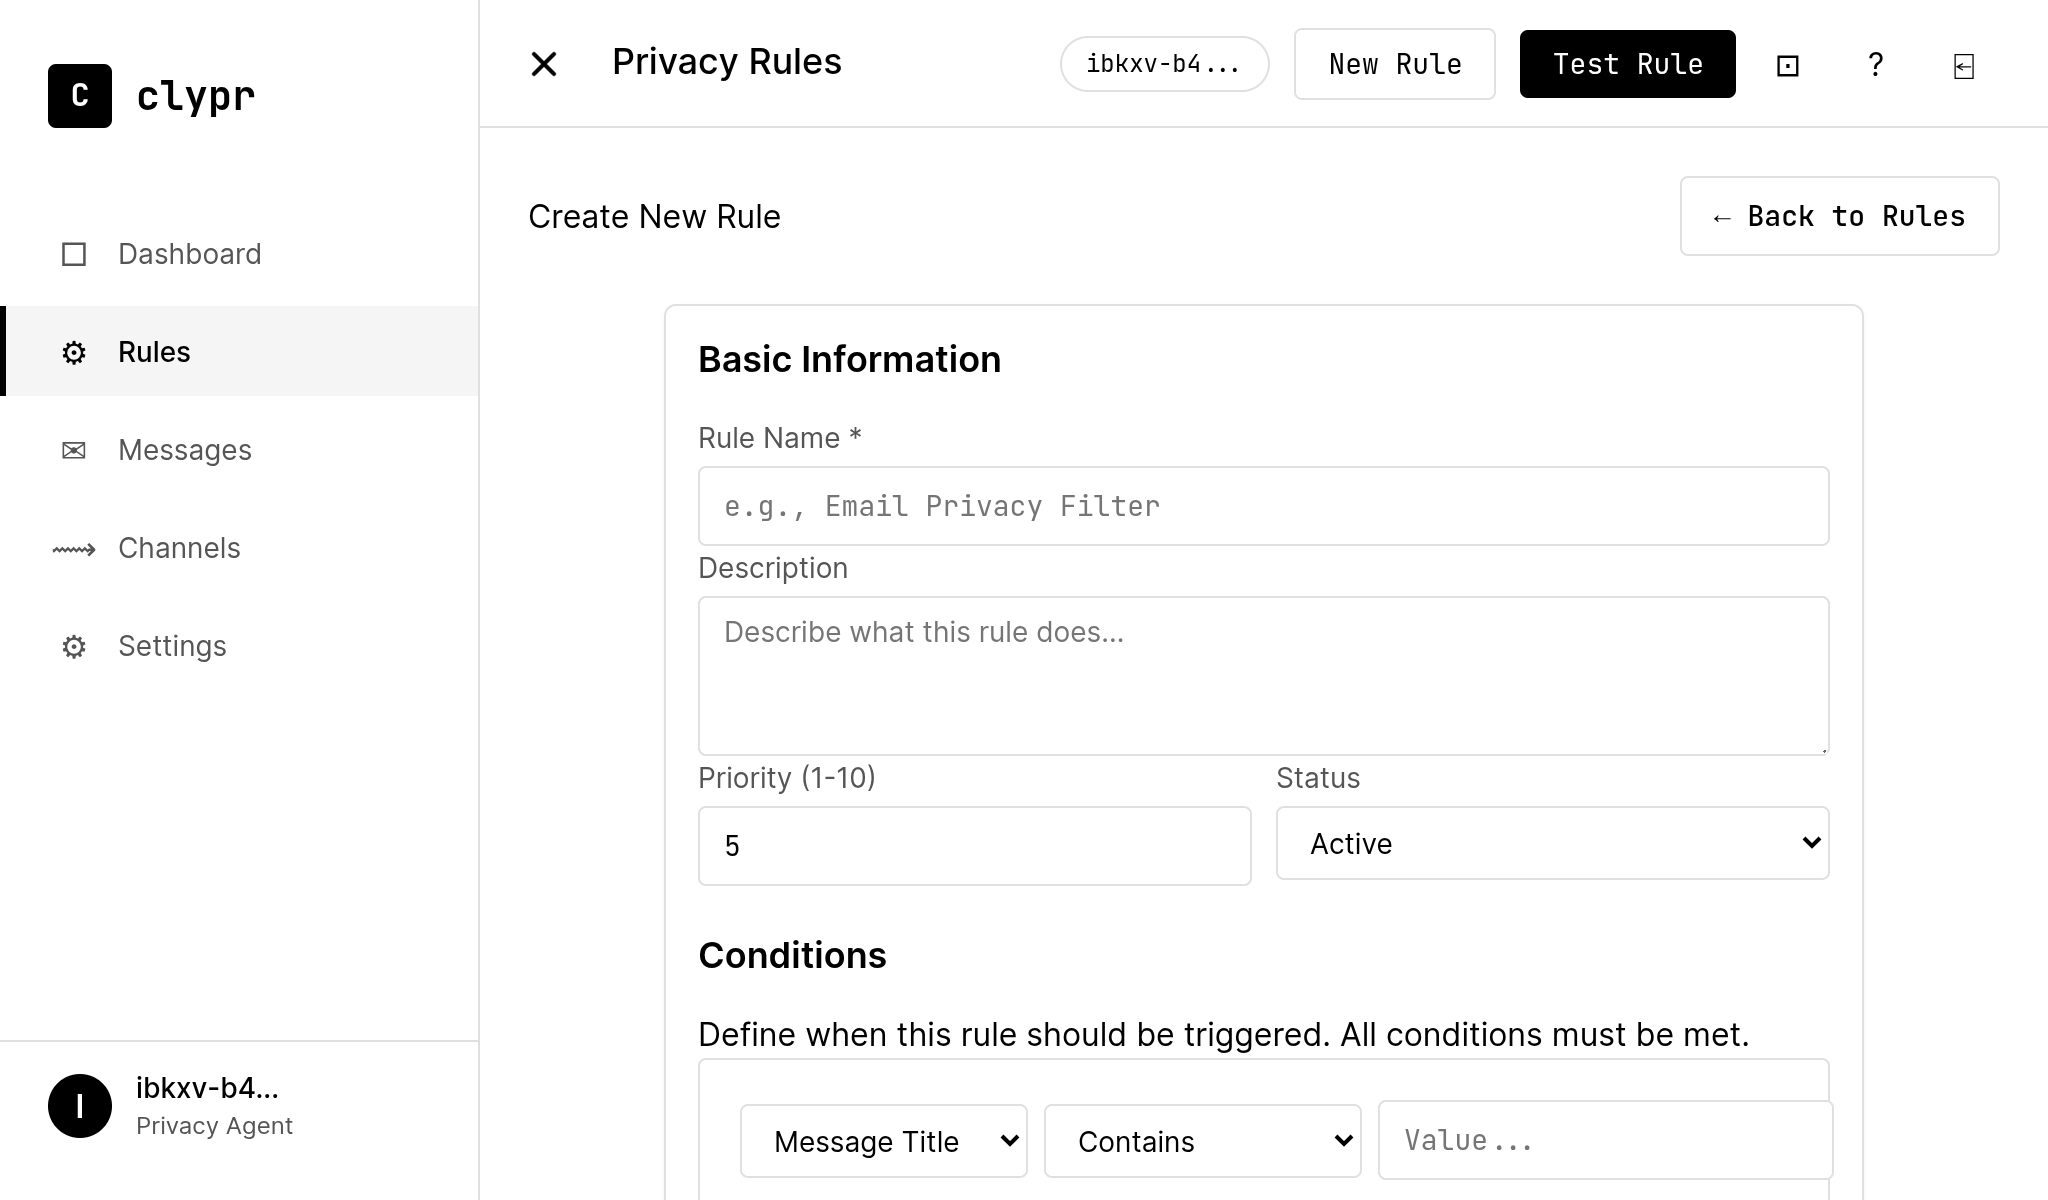 C clypr
Dashboard
Rules
Messages
Channels
Settings
I
ibkxv-b4...
Privacy Agent
Privacy Rules
ibkxv-b4...
New Rule
Test Rule
?
Create New Rule
← Back to Rules
Basic Information
Rule Name *
e.g., Email Privacy Filter
Description
Describe what this rule does...
Priority (1-10)
Status
5
Active
Conditions
Define when this rule should be triggered. All conditions must be met.
Message Title
Contains
Value...